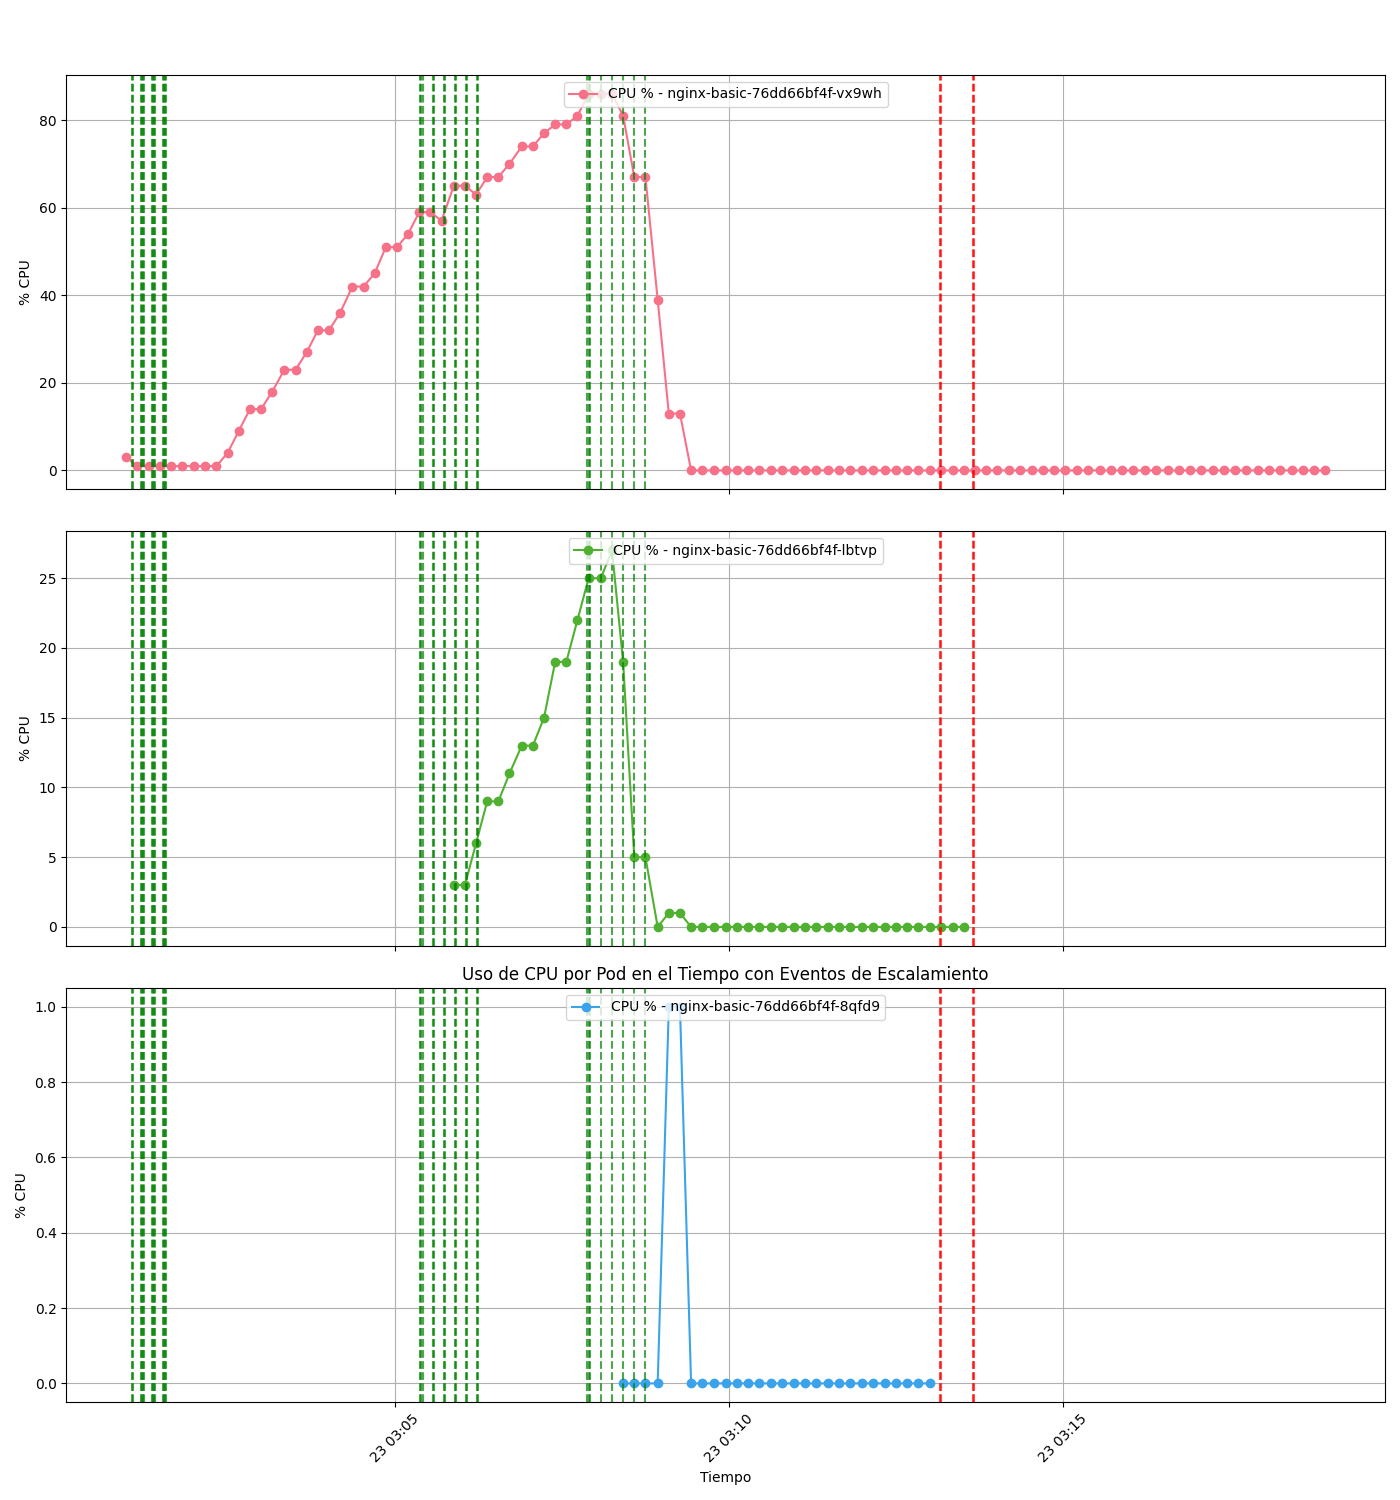 CPU % - nginx-basic-76dd66bf4f-vx9wh
80
60
40
20
0
% CPU
CPU % - nginx-basic-76dd66bf4f-lbtvp
25
20
15
10
5
0
% CPU
Uso de CPU por Pod en el Tiempo con Eventos de Escalamiento
CPU % - nginx-basic-76dd66bf4f-8qfd9
1.0
0.8
0.6
0.4
0.2
0.0
% CPU
23 03:05
23 03:10
23 03:15
Tiempo